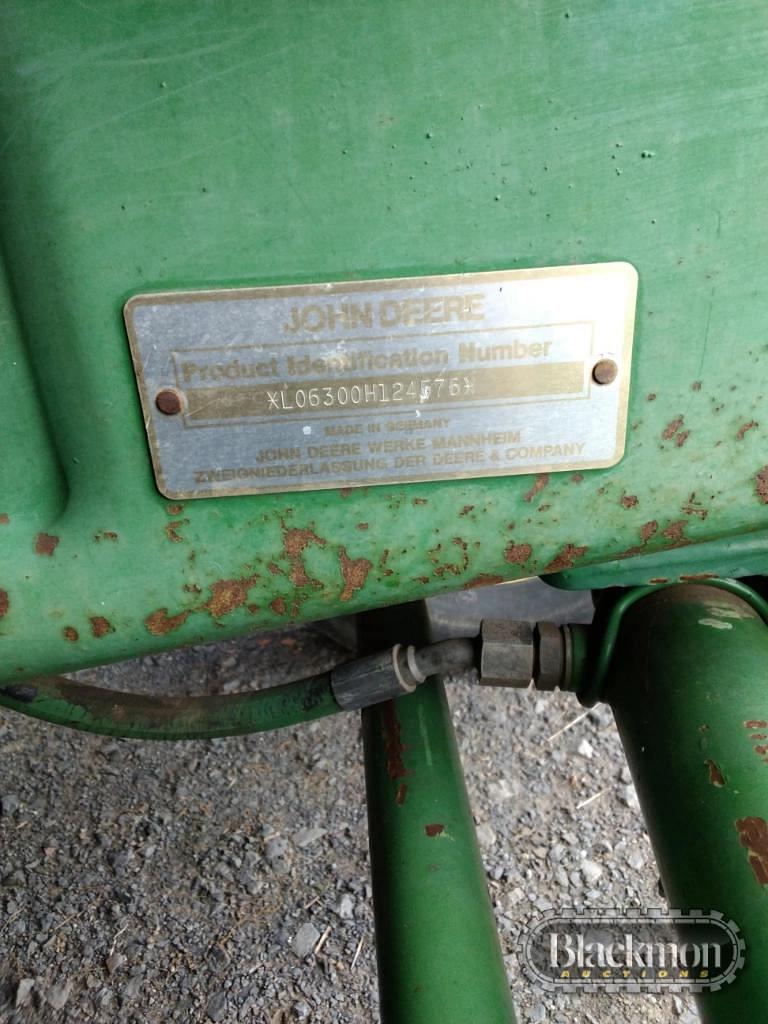 JOHN DEERE
Product Identification Number
*L06300H124576*
MADE IN GERMANY
JOHN DEERE WERKE MANNHEIM
ZWEIGNIEDERLASSUNG DER DEERE & COMPANY
Blackmon
AUCTIONS